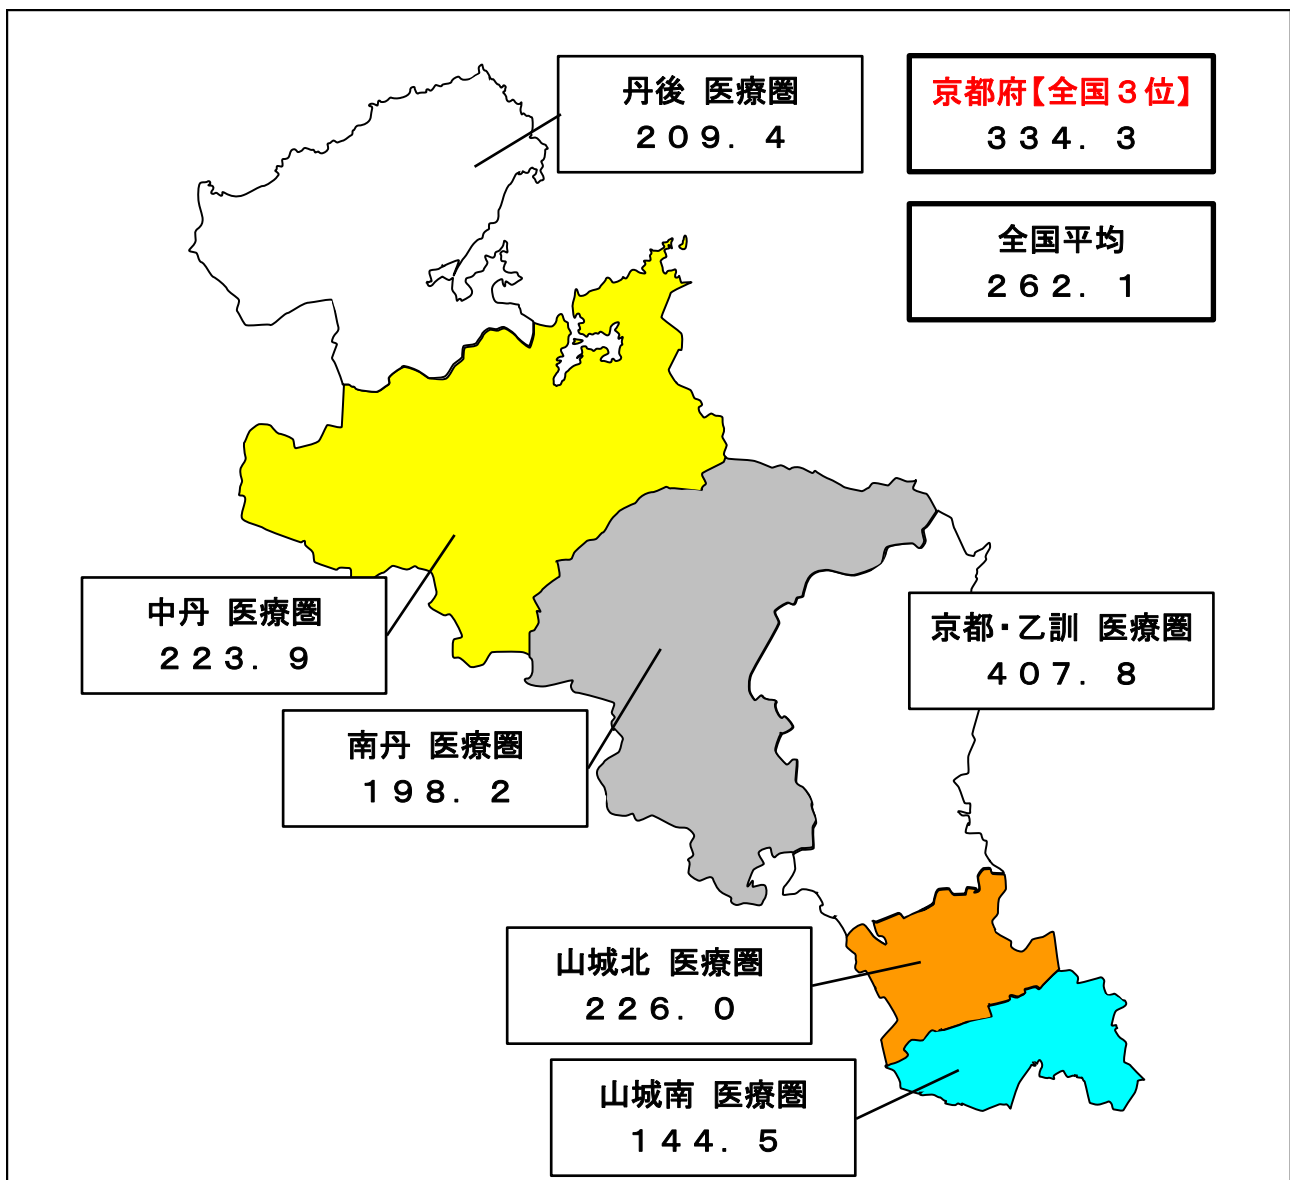 丹後 医療圏
２０９．４
京都府【全国３位】
３３４．３
全国平均
２６２．１
中丹 医療圏
２２３．９
京都・乙訓 医療圏
４０７．８
南丹 医療圏
１９８．２
山城北 医療圏
２２６．０
山城南 医療圏
１４４．５